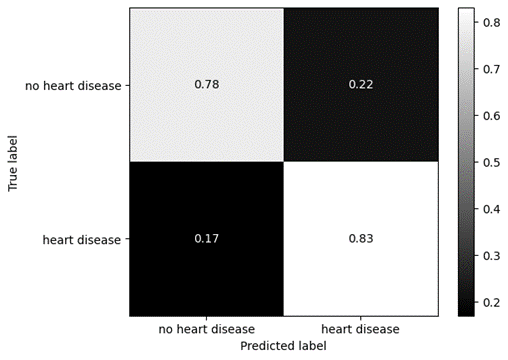 no heart disease
0.78
0.22
heart disease
0.17
0.83
True label
no heart disease
heart disease
Predicted label
0.8
0.7
0.6
0.5
0.4
0.3
0.2